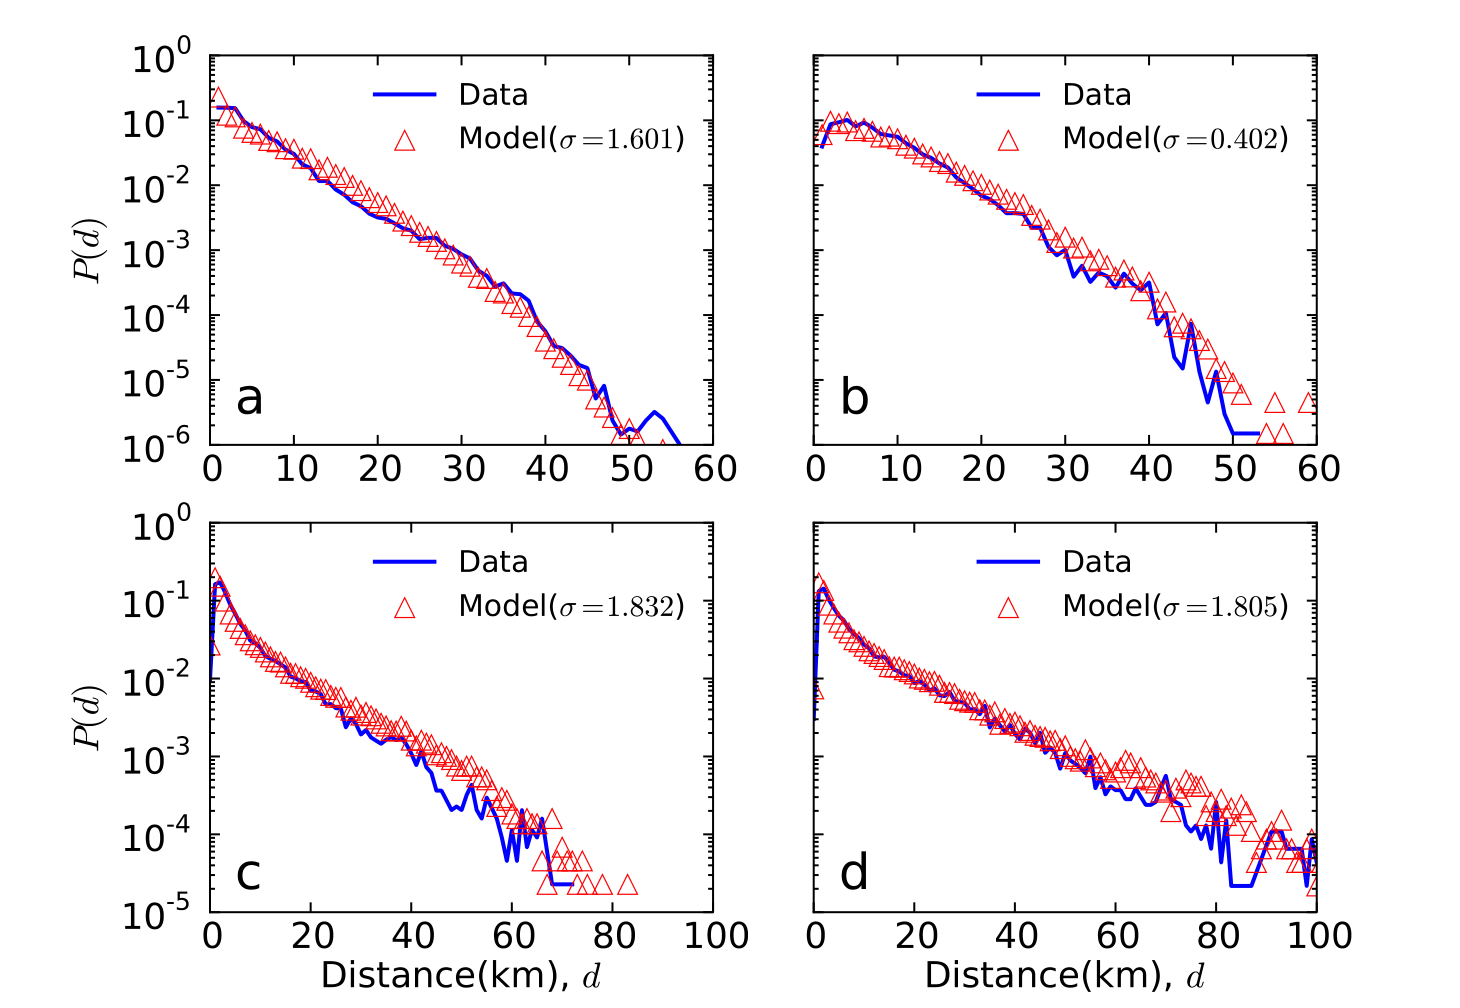 10^0
10^-1
10^-2
10^-3
10^-4
10^-5
10^-6
P(d)
Data
Model(σ=1.601)
a
0 10 20 30 40 50 60
Data
Model(σ=0.402)
b
0 10 20 30 40 50 60
10^0
10^-1
10^-2
10^-3
10^-4
10^-5
P(d)
Data
Model(σ=1.832)
c
0 20 40 60 80 100
Distance(km), d
Data
Model(σ=1.805)
d
0 20 40 60 80 100
Distance(km), d